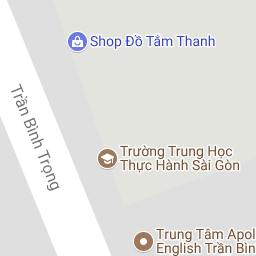 Shop Đồ Tắm Thanh
Trần Bình Trọng
Trường Trung Học
Thực Hành Sài Gòn
Trung Tâm Apol
English Trần Bìn